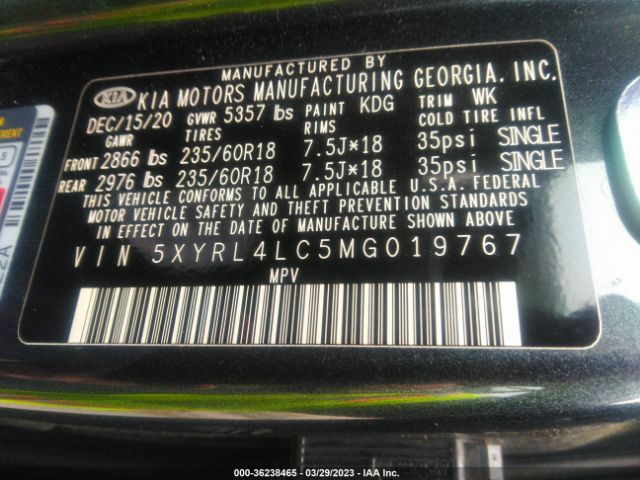 MANUFACTURED BY
KIA KIA MOTORS MANUFACTURING GEORGIA, INC.
DEC/15/20 GVWR 5357 lbs PAINT KDG TRIM WK
GAWR TIRES RIMS COLD TIRE INFL
FRONT 2866 lbs 235/60R18 7.5J*18 35psi SINGLE
REAR 2976 lbs 235/60R18 7.5J*18 35psi SINGLE
THIS VEHICLE CONFORMS TO ALL APPLICABLE U.S.A. FEDERAL
MOTOR VEHICLE SAFETY AND THEFT PREVENTION STANDARDS
IN EFFECT ON THE DATE OF MANUFACTURE SHOWN ABOVE.
VIN 5XYRL4LC5MG019767
MPV
000-36238465 - 03/29/2023 - IAA Inc.